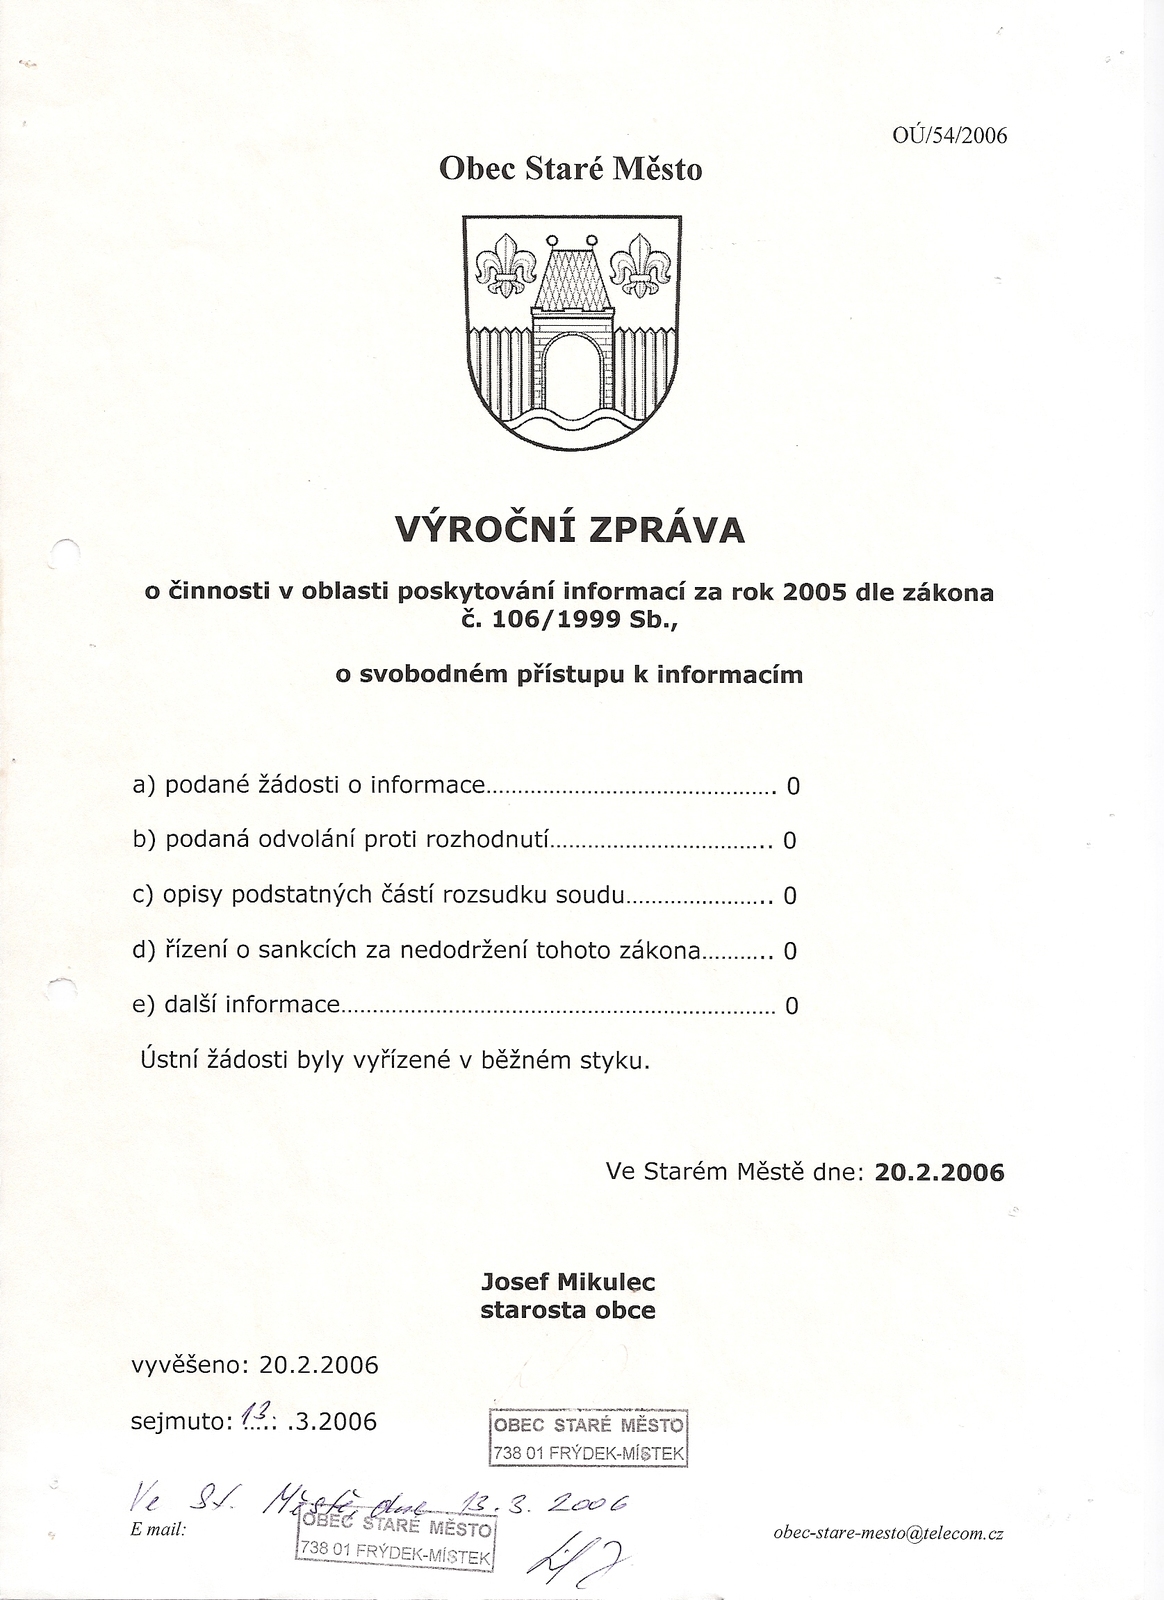 OÚ/54/2006
Obec Staré Město
VÝROČNÍ ZPRÁVA
o činnosti v oblasti poskytování informací za rok 2005 dle zákona
č. 106/1999 Sb.,
o svobodném přístupu k informacím
a) podané žádosti o informace.............................................. 0
b) podaná odvolání proti rozhodnutí.................................... 0
c) opisy podstatných částí rozsudku soudu........................ 0
d) řízení o sankcích za nedodržení tohoto zákona........... 0
e) další informace..................................................................... 0
Ústní žádosti byly vyřízené v běžném styku.
Ve Starém Městě dne: 20.2.2006
Josef Mikulec
starosta obce
vyvěšeno: 20.2.2006
sejmuto: 13. .3.2006
OBEC STARÉ MĚSTO
738 01 FRÝDEK-MÍSTEK
Ve St. Městě, dne 13.3.2006
OBEC STARÉ MĚSTO
738 01 FRÝDEK-MÍSTEK
E mail: obec-stare-mesto@telecom.cz